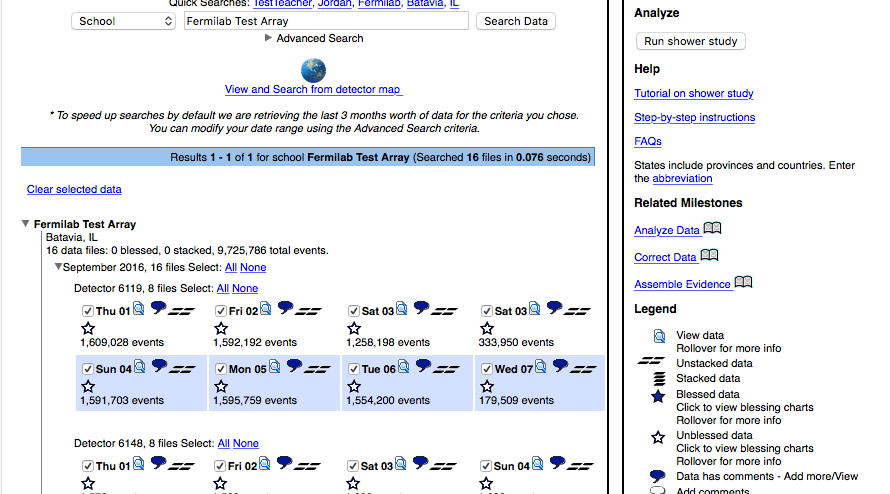 Quick Searches: TestTeacher, Jordan, Fermilab, Batavia, IL
School Fermilab Test Array Search Data
Advanced Search
View and Search from detector map
* To speed up searches by default we are retrieving the last 3 months worth of data for the criteria you chose.
You can modify your date range using the Advanced Search criteria.
Results 1 - 1 of 1 for school Fermilab Test Array (Searched 16 files in 0.076 seconds)
Clear selected data
Fermilab Test Array
Batavia, IL
16 data files: 0 blessed, 0 stacked, 9,725,786 total events.
September 2016, 16 files Select: All None
Detector 6119, 8 files Select: All None
Thu 01 Fri 02 Sat 03 Sat 03
1,609,028 events 1,592,192 events 1,258,198 events 333,950 events
Sun 04 Mon 05 Tue 06 Wed 07
1,591,703 events 1,595,759 events 1,554,200 events 179,509 events
Detector 6148, 8 files Select: All None
Thu 01 Fri 02 Sat 03 Sun 04
Analyze
Run shower study
Help
Tutorial on shower study
Step-by-step instructions
FAQs
States include provinces and countries. Enter
the abbreviation
Related Milestones
Analyze Data
Correct Data
Assemble Evidence
Legend
View data
Rollover for more info
Unstacked data
Stacked data
Blessed data
Click to view blessing charts
Rollover for more info
Unblessed data
Click to view blessing charts
Rollover for more info
Data has comments - Add more/View
Add comments